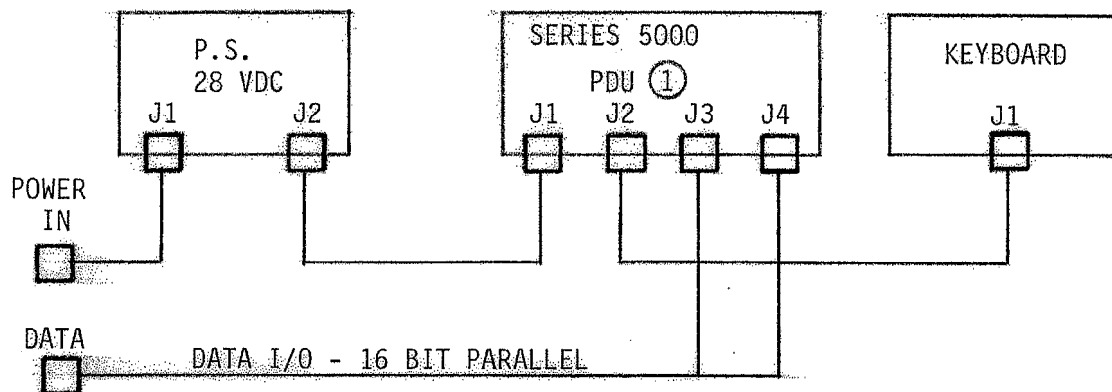 P.S.
28 VDC
J1
J2
SERIES 5000
PDU 1
J1
J2
J3
J4
KEYBOARD
J1
POWER
IN
DATA
DATA I/O - 16 BIT PARALLEL